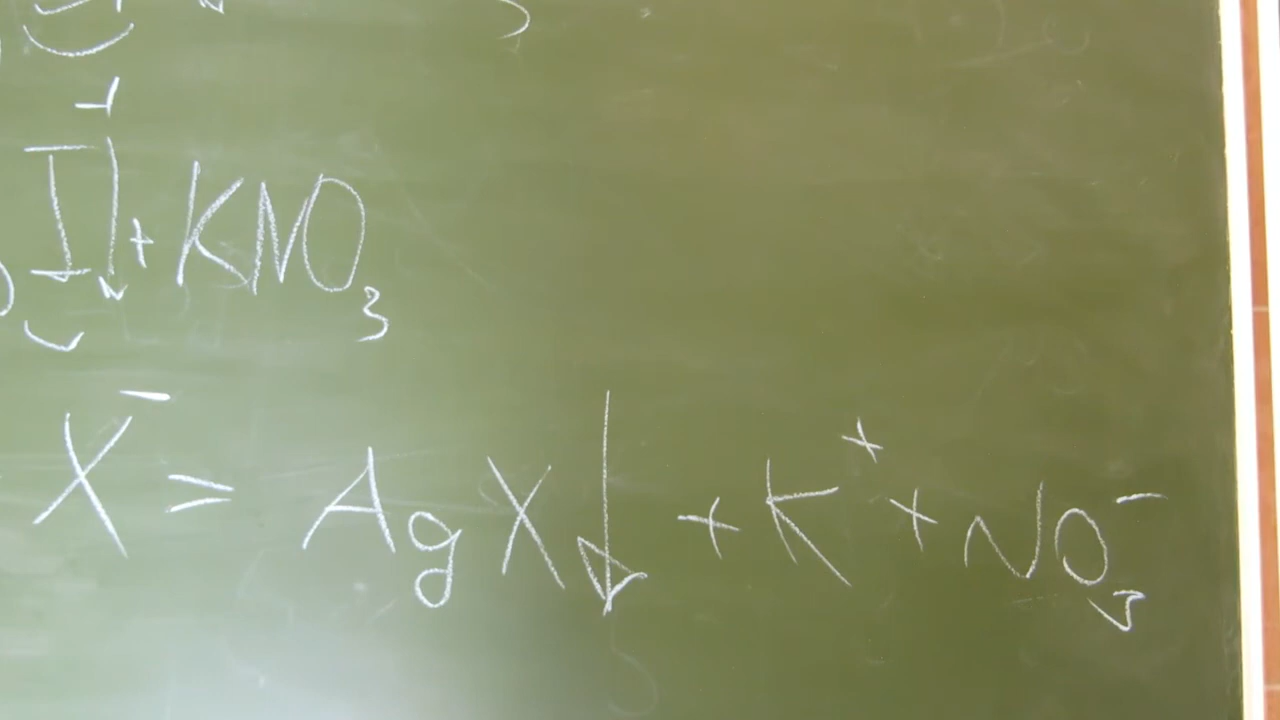 I↓ + KNO₃
X⁻ = AgX↓ + K⁺ + NO₃⁻